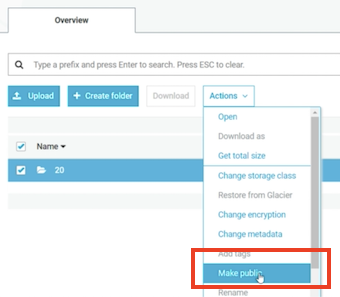 Overview
Type a prefix and press Enter to search. Press ESC to clear.
Upload
Create folder
Download
Actions
Open
Download as
Get total size
Change storage class
Restore from Glacier
Change encryption
Change metadata
Add tags
Make public
Rename
Name
20